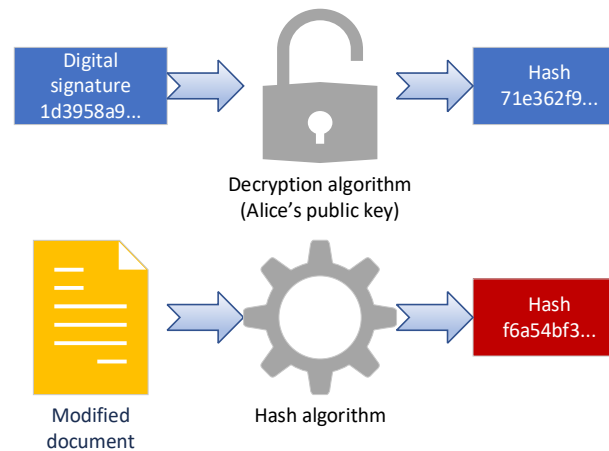 Digital
signature
1d3958a9...
Hash
71e362f9...
Decryption algorithm
(Alice’s public key)
Hash
f6a54bf3...
Modified
document
Hash algorithm